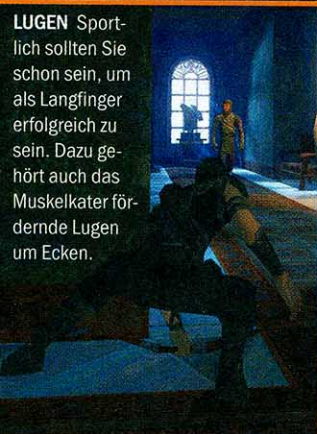 LUGEN Sport-
lich sollten Sie
schon sein, um
als Langfinger
erfolgreich zu
sein. Dazu ge-
hört auch das
Muskelkater för-
dernde Lugen
um Ecken.